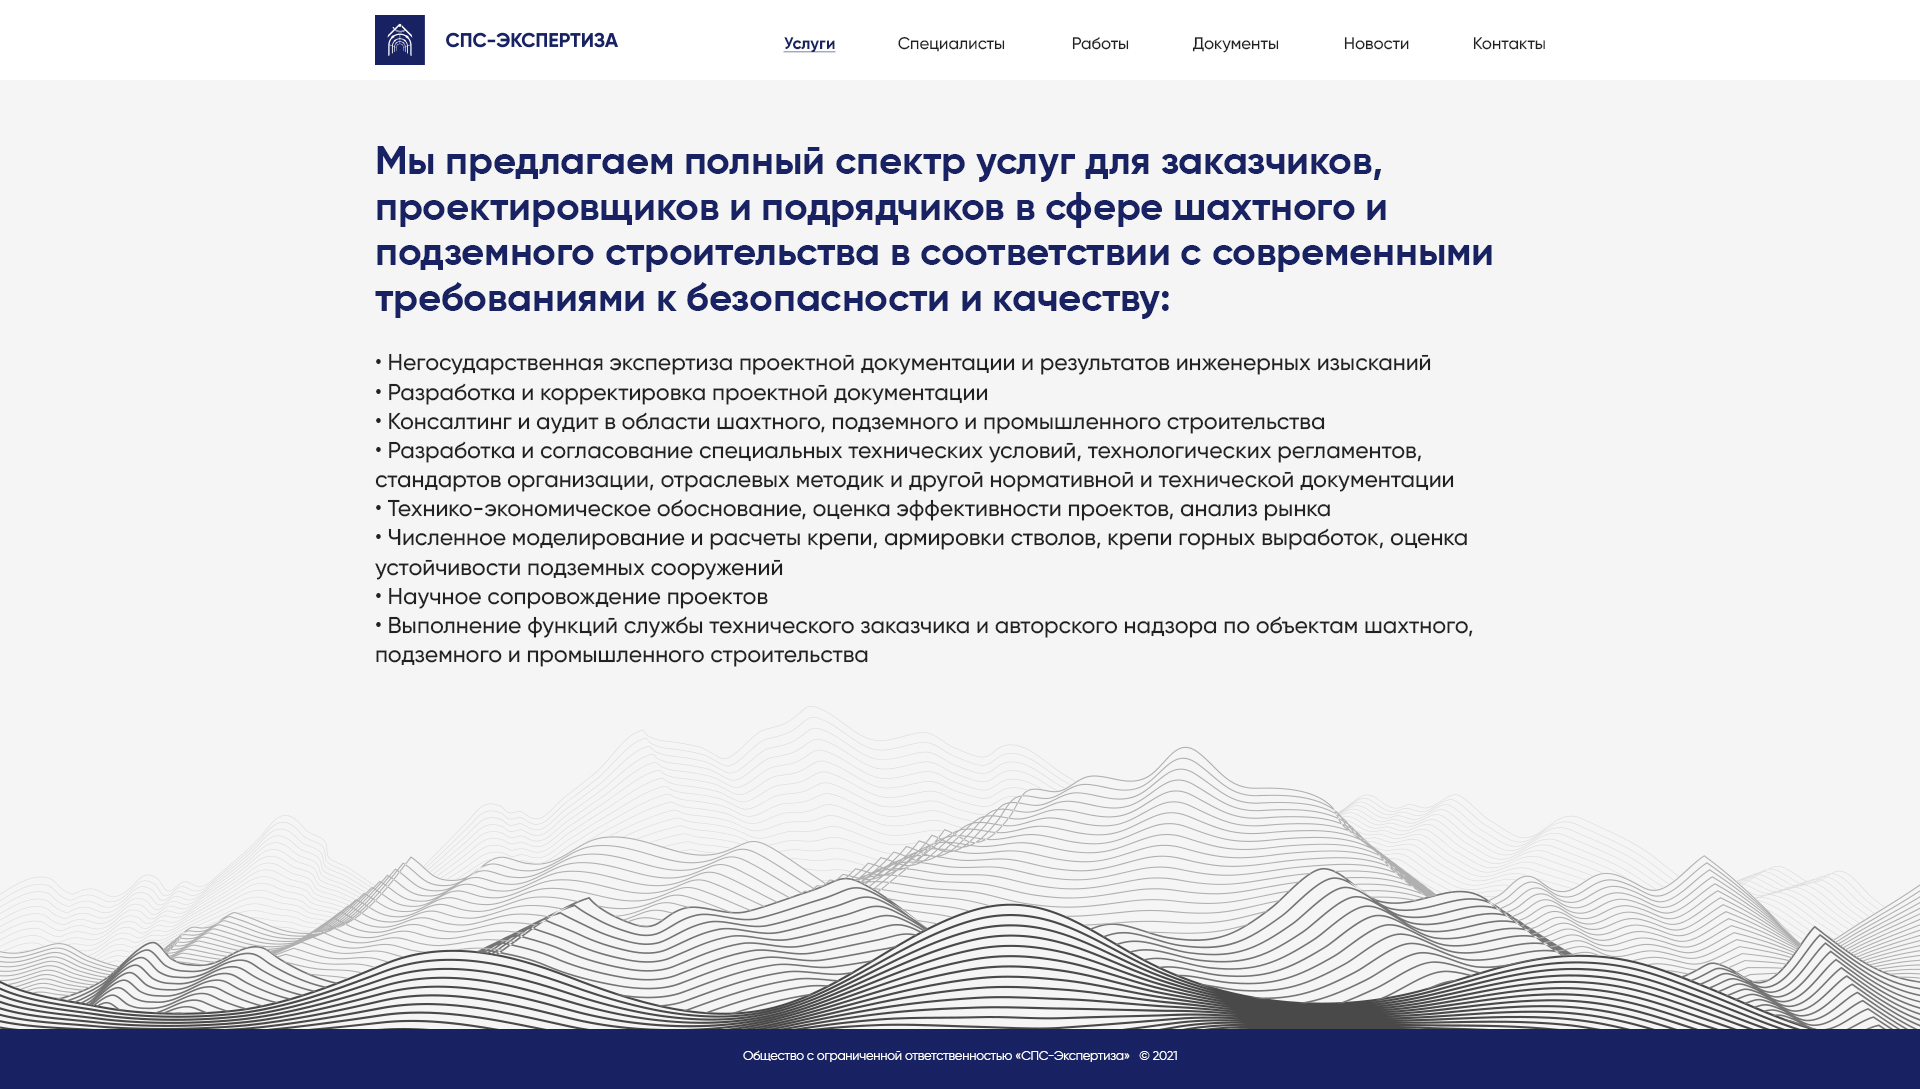 СПС-ЭКСПЕРТИЗА
Услуги Специалисты Работы Документы Новости Контакты
Мы предлагаем полный спектр услуг для заказчиков,
проектировщиков и подрядчиков в сфере шахтного и
подземного строительства в соответствии с современными
требованиями к безопасности и качеству:
• Негосударственная экспертиза проектной документации и результатов инженерных изысканий
• Разработка и корректировка проектной документации
• Консалтинг и аудит в области шахтного, подземного и промышленного строительства
• Разработка и согласование специальных технических условий, технологических регламентов,
стандартов организации, отраслевых методик и другой нормативной и технической документации
• Технико-экономическое обоснование, оценка эффективности проектов, анализ рынка
• Численное моделирование и расчеты крепи, армировки стволов, крепи горных выработок, оценка
устойчивости подземных сооружений
• Научное сопровождение проектов
• Выполнение функций службы технического заказчика и авторского надзора по объектам шахтного,
подземного и промышленного строительства
Общество с ограниченной ответственностью «СПС-Экспертиза» © 2021